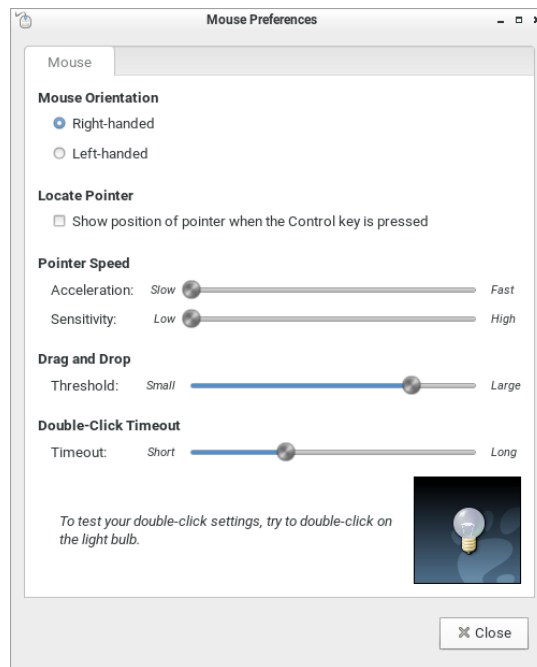 Mouse Preferences
Mouse
Mouse Orientation
Right-handed
Left-handed
Locate Pointer
Show position of pointer when the Control key is pressed
Pointer Speed
Acceleration: Slow Fast
Sensitivity: Low High
Drag and Drop
Threshold: Small Large
Double-Click Timeout
Timeout: Short Long
To test your double-click settings, try to double-click on
the light bulb.
Close